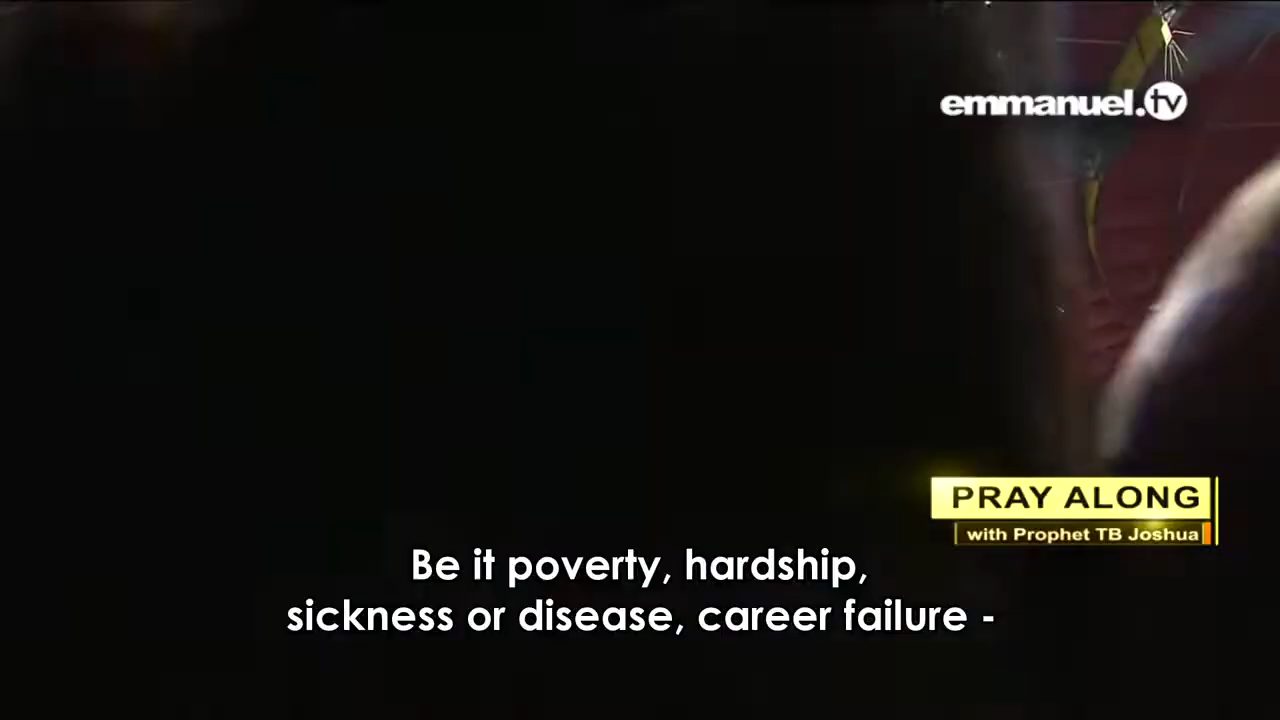 emmanuel.tv
PRAY ALONG
with Prophet TB Joshua
Be it poverty, hardship,
sickness or disease, career failure -